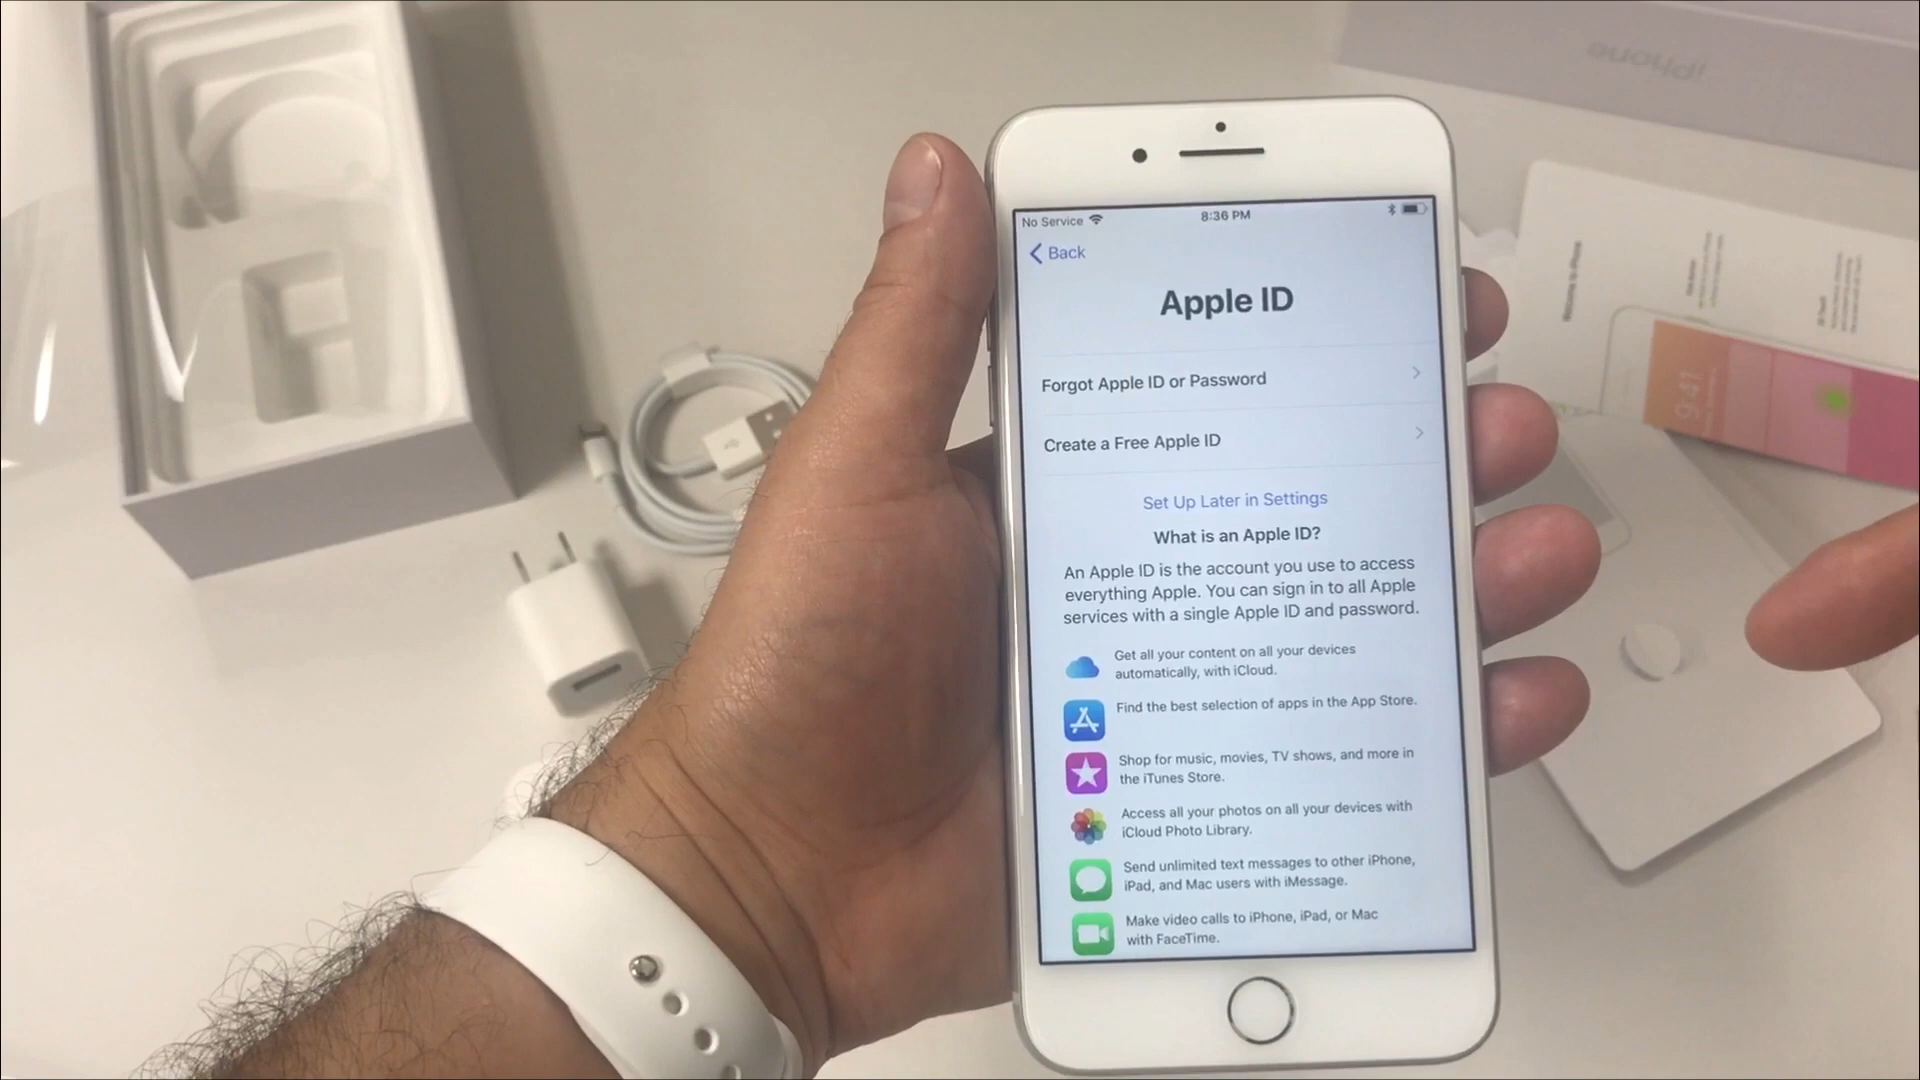 iPhone
No Service
8:36 PM
Back
Apple ID
Forgot Apple ID or Password
Create a Free Apple ID
Set Up Later in Settings
What is an Apple ID?
An Apple ID is the account you use to access
everything Apple. You can sign in to all Apple
services with a single Apple ID and password.
Get all your content on all your devices
automatically, with iCloud.
Find the best selection of apps in the App Store.
Shop for music, movies, TV shows, and more in
the iTunes Store.
Access all your photos on all your devices with
iCloud Photo Library.
Send unlimited text messages to other iPhone,
iPad, and Mac users with iMessage.
Make video calls to iPhone, iPad, or Mac
with FaceTime.
9:41